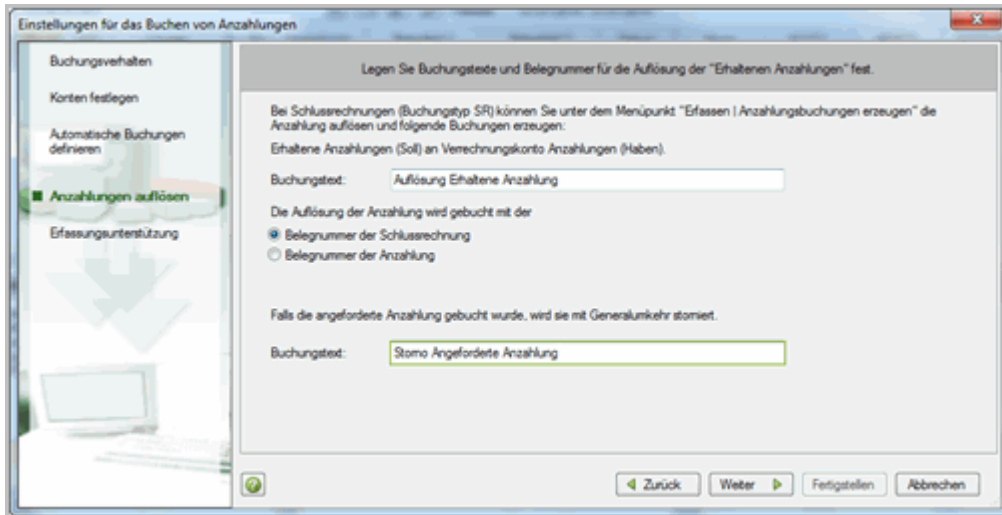 Einstellungen für das Buchen von Anzahlungen
Buchungsverhalten
Konten festlegen
Automatische Buchungen
definieren
Anzahlungen auflösen
Erfassungsunterstützung
Legen Sie Buchungstexte und Belegnummer für die Auflösung der "Erhaltenen Anzahlungen" fest.
Bei Schlussrechnungen (Buchungstyp SR) können Sie unter dem Menüpunkt "Erfassen | Anzahlungsbuchungen erzeugen" die
Anzahlung auflösen und folgende Buchungen erzeugen:
Erhaltene Anzahlungen (Soll) an Verrechnungskonto Anzahlungen (Haben).
Buchungstext: Auflösung Erhaltene Anzahlung
Die Auflösung der Anzahlung wird gebucht mit der
Belegnummer der Schlussrechnung
Belegnummer der Anzahlung
Falls die angeforderte Anzahlung gebucht wurde, wird sie mit Generalumkehr storniert.
Buchungstext: Storno Angeforderte Anzahlung
Zurück Weiter Fertigstellen Abbrechen